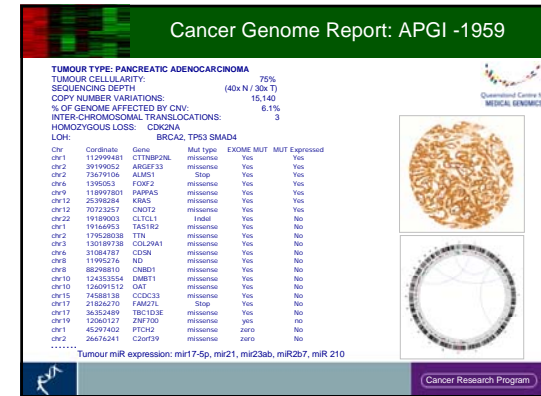 Cancer Genome Report: APGI -1959
TUMOUR TYPE: PANCREATIC ADENOCARCINOMA
TUMOUR CELLULARITY: 75%
SEQUENCING DEPTH (40x N / 30x T)
COPY NUMBER VARIATIONS: 15,140
% OF GENOME AFFECTED BY CNV: 6.1%
INTER-CHROMOSOMAL TRANSLOCATIONS: 3
HOMOZYGOUS LOSS: CDK2NA
LOH: BRCA2, TP53 SMAD4
Chr Cordinate Gene Mut type EXOME MUT MUT Expressed
chr1 112999481 CTTNBP2NL missense Yes Yes
chr2 39199052 ARGEF33 missense Yes Yes
chr2 73679106 ALMS1 Stop Yes Yes
chr6 1395053 FOXF2 missense Yes Yes
chr9 118997801 PAPPAS missense Yes Yes
chr12 25398284 KRAS missense Yes Yes
chr12 70723257 CNOT2 missense Yes Yes
chr22 19189003 CLTCL1 Indel Yes No
chr1 19166953 TAS1R2 missense Yes No
chr2 179528038 TTN missense Yes No
chr3 130189738 COL29A1 missense Yes No
chr6 31084787 CDSN missense Yes No
chr8 11995276 ND missense Yes No
chr8 88298810 CNBD1 missense Yes No
chr10 124353554 DMBT1 missense Yes No
chr10 126091512 OAT missense Yes No
chr15 74588138 CCDC33 missense Yes No
chr17 21826270 FAM27L Stop Yes No
chr17 36352489 TBC1D3E missense Yes No
chr19 12060127 ZNF700 missense yes no
chr1 45297402 PTCH2 missense zero No
chr2 26676241 C2orf39 missense zero No
.......
Tumour miR expression: mir17-5p, mir21, mir23ab, miR2b7, miR 210
Queensland Centre for
MEDICAL GENOMICS
Cancer Research Program